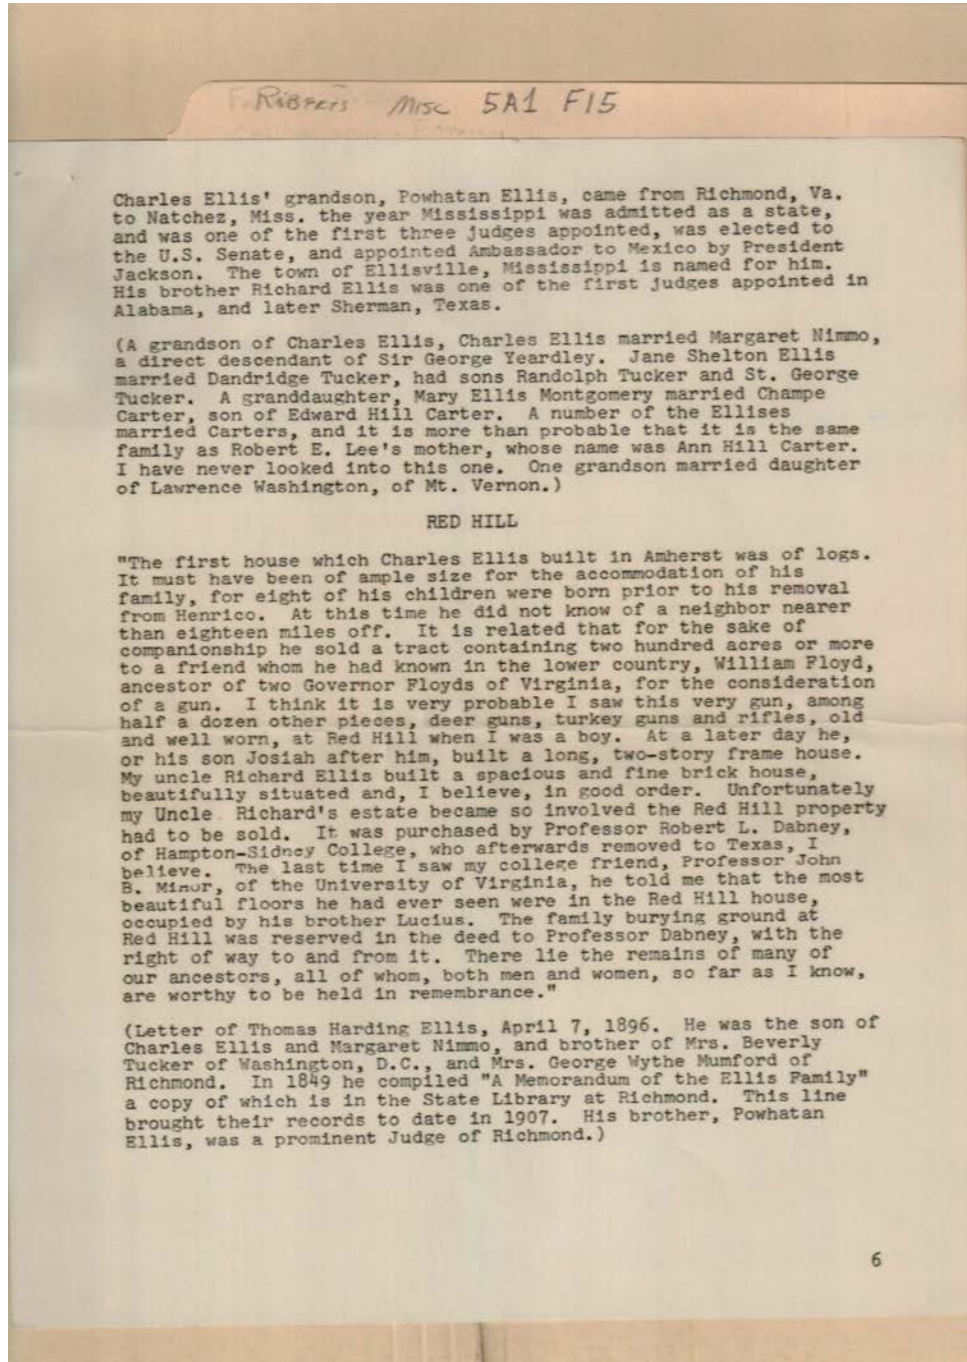 Roberts Misc 5A1 F15
Charles Ellis' grandson, Powhatan Ellis, came from Richmond, Va.
to Natchez, Miss. the year Mississippi was admitted as a state,
and was one of the first three judges appointed, was elected to
the U.S. Senate, and appointed Ambassador to Mexico by President
Jackson. The town of Ellisville, Mississippi is named for him.
His brother Richard Ellis was one of the first judges appointed in
Alabama, and later Sherman, Texas.
(A grandson of Charles Ellis, Charles Ellis married Margaret Nimmo,
a direct descendant of Sir George Yeardley. Jane Shelton Ellis
married Dandridge Tucker, had sons Randolph Tucker and St. George
Tucker. A granddaughter, Mary Ellis Montgomery married Champe
Carter, son of Edward Hill Carter. A number of the Ellises
married Carters, and it is more than probable that it is the same
family as Robert E. Lee's mother, whose name was Ann Hill Carter.
I have never looked into this one. One grandson married daughter
of Lawrence Washington, of Mt. Vernon.)
RED HILL
"The first house which Charles Ellis built in Amherst was of logs.
It must have been of ample size for the accommodation of his
family, for eight of his children were born prior to his removal
from Henrico. At this time he did not know of a neighbor nearer
than eighteen miles off. It is related that for the sake of
companionship he sold a tract containing two hundred acres or more
to a friend whom he had known in the lower country, William Floyd,
ancestor of two Governor Floyds of Virginia, for the consideration
of a gun. I think it is very probable I saw this very gun, among
half a dozen other pieces, deer guns, turkey guns and rifles, old
and well worn, at Red Hill when I was a boy. At a later day he,
or his son Josiah after him, built a long, two-story frame house.
My uncle Richard Ellis built a spacious and fine brick house,
beautifully situated and, I believe, in good order. Unfortunately
my Uncle Richard's estate became so involved the Red Hill property
had to be sold. It was purchased by Professor Robert L. Dabney,
of Hampton-Sidney College, who afterwards removed to Texas, I
believe. The last time I saw my college friend, Professor John
B. Minor, of the University of Virginia, he told me that the most
beautiful floors he had ever seen were in the Red Hill house,
occupied by his brother Lucius. The family burying ground at
Red Hill was reserved in the deed to Professor Dabney, with the
right of way to and from it. There lie the remains of many of
our ancestors, all of whom, both men and women, so far as I know,
are worthy to be held in remembrance."
(Letter of Thomas Harding Ellis, April 7, 1896. He was the son of
Charles Ellis and Margaret Nimmo, and brother of Mrs. Beverly
Tucker of Washington, D.C., and Mrs. George Wythe Mumford of
Richmond. In 1849 he compiled "A Memorandum of the Ellis Family"
a copy of which is in the State Library at Richmond. This line
brought their records to date in 1907. His brother, Powhatan
Ellis, was a prominent Judge of Richmond.)
6